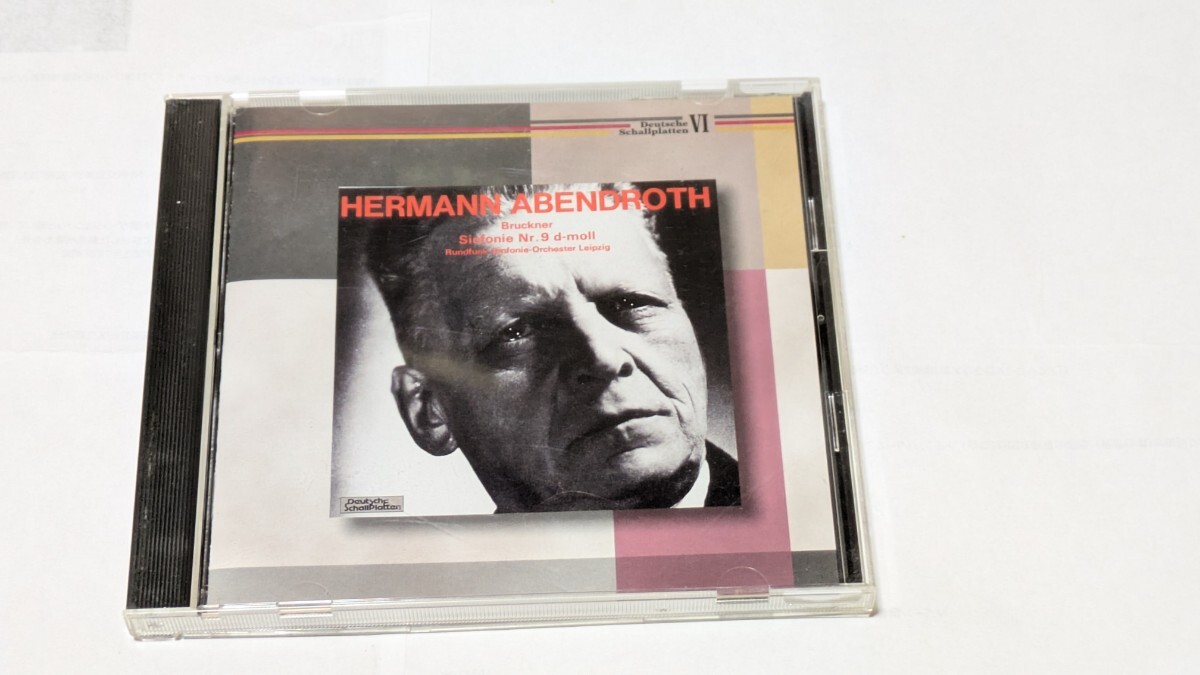 Deutsche
Schallplatten VI
HERMANN ABENDROTH
Bruckner
Sinfonie Nr. 9 d-moll
Rundfunk-Sinfonie-Orchester Leipzig
Deutsche
Schallplatten